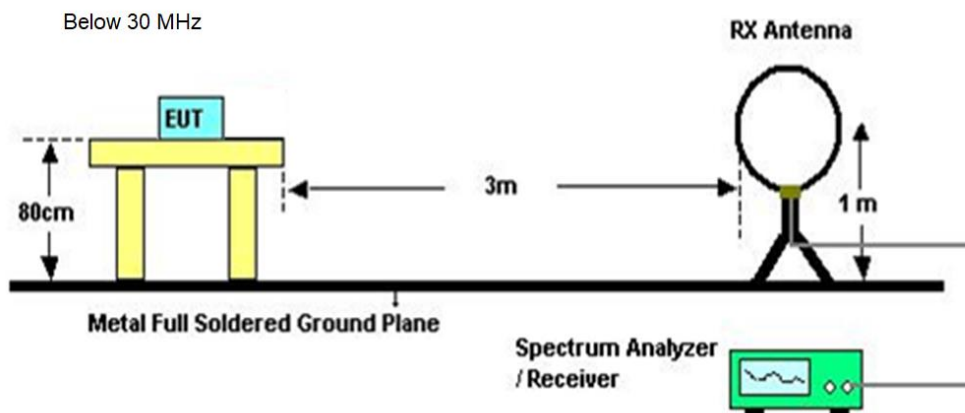 Below 30 MHz
RX Antenna
EUT
80cm
3m
1 m
Metal Full Soldered Ground Plane
Spectrum Analyzer
/ Receiver